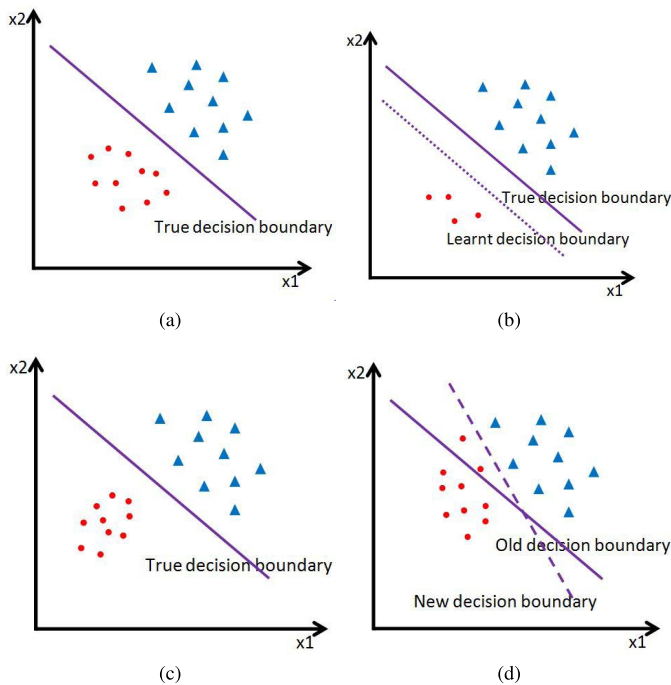 x2
True decision boundary
x1
(a)
x2
True decision boundary
Learnt decision boundary
x1
(b)
x2
True decision boundary
x1
(c)
x2
Old decision boundary
New decision boundary
x1
(d)